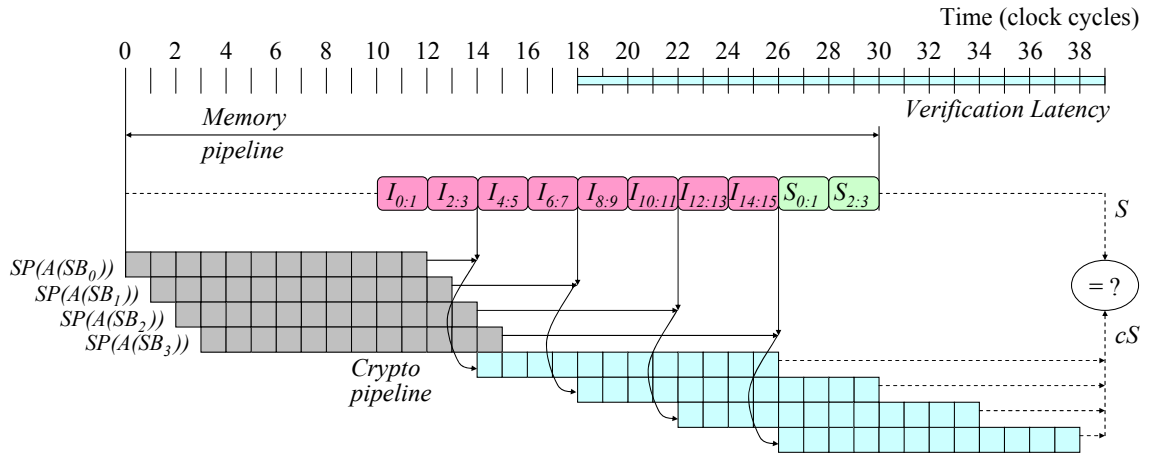 Time (clock cycles)
0 2 4 6 8 10 12 14 16 18 20 22 24 26 28 30 32 34 36 38
Verification Latency
Memory
pipeline
I0:1 I2:3 I4:5 I6:7 I8:9 I10:11 I12:13 I14:15 S0:1 S2:3
S
SP(A(SB0))
SP(A(SB1))
= ?
SP(A(SB2))
SP(A(SB3))
cS
Crypto
pipeline